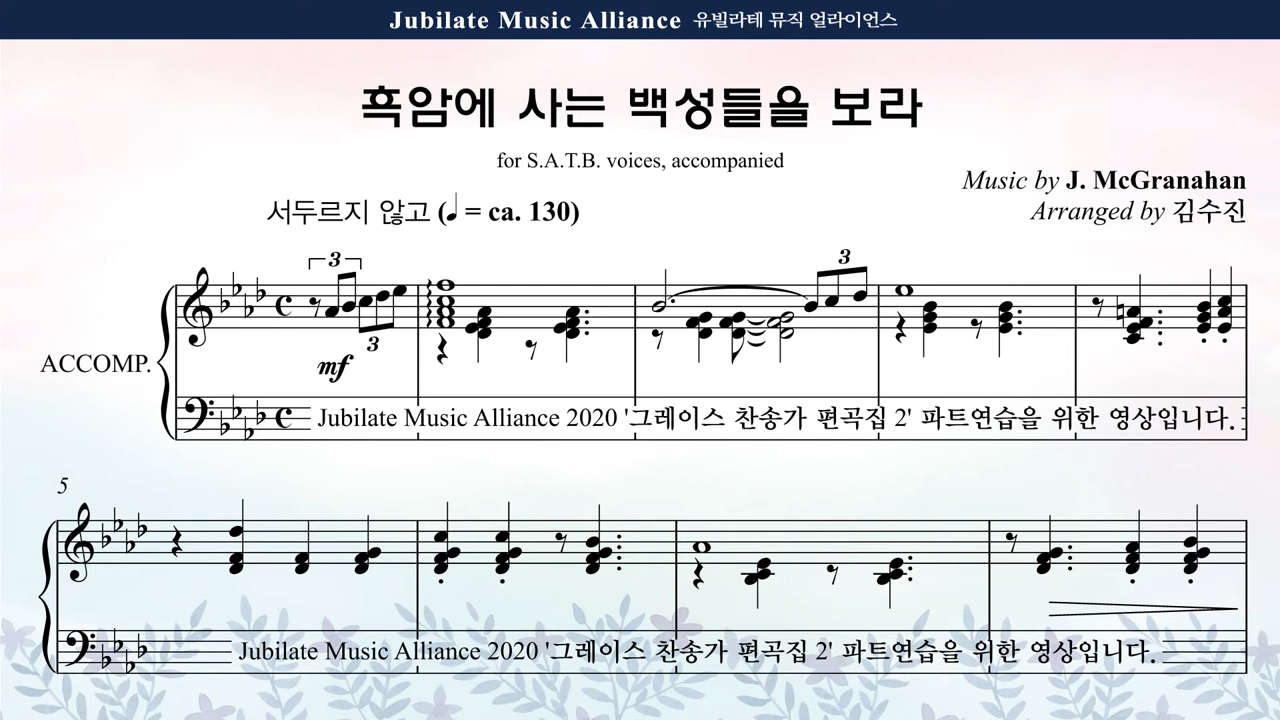 Jubilate Music Alliance 유빌라테 뮤직 얼라이언스
흑암에 사는 백성들을 보라
for S.A.T.B. voices, accompanied
Music by J. McGranahan
서두르지 않고 (♩ = ca. 130)
Arranged by 김수진
3
3
3
mf
ACCOMP.
Jubilate Music Alliance 2020 '그레이스 찬송가 편곡집 2' 파트연습을 위한 영상입니다.
5
Jubilate Music Alliance 2020 '그레이스 찬송가 편곡집 2' 파트연습을 위한 영상입니다.